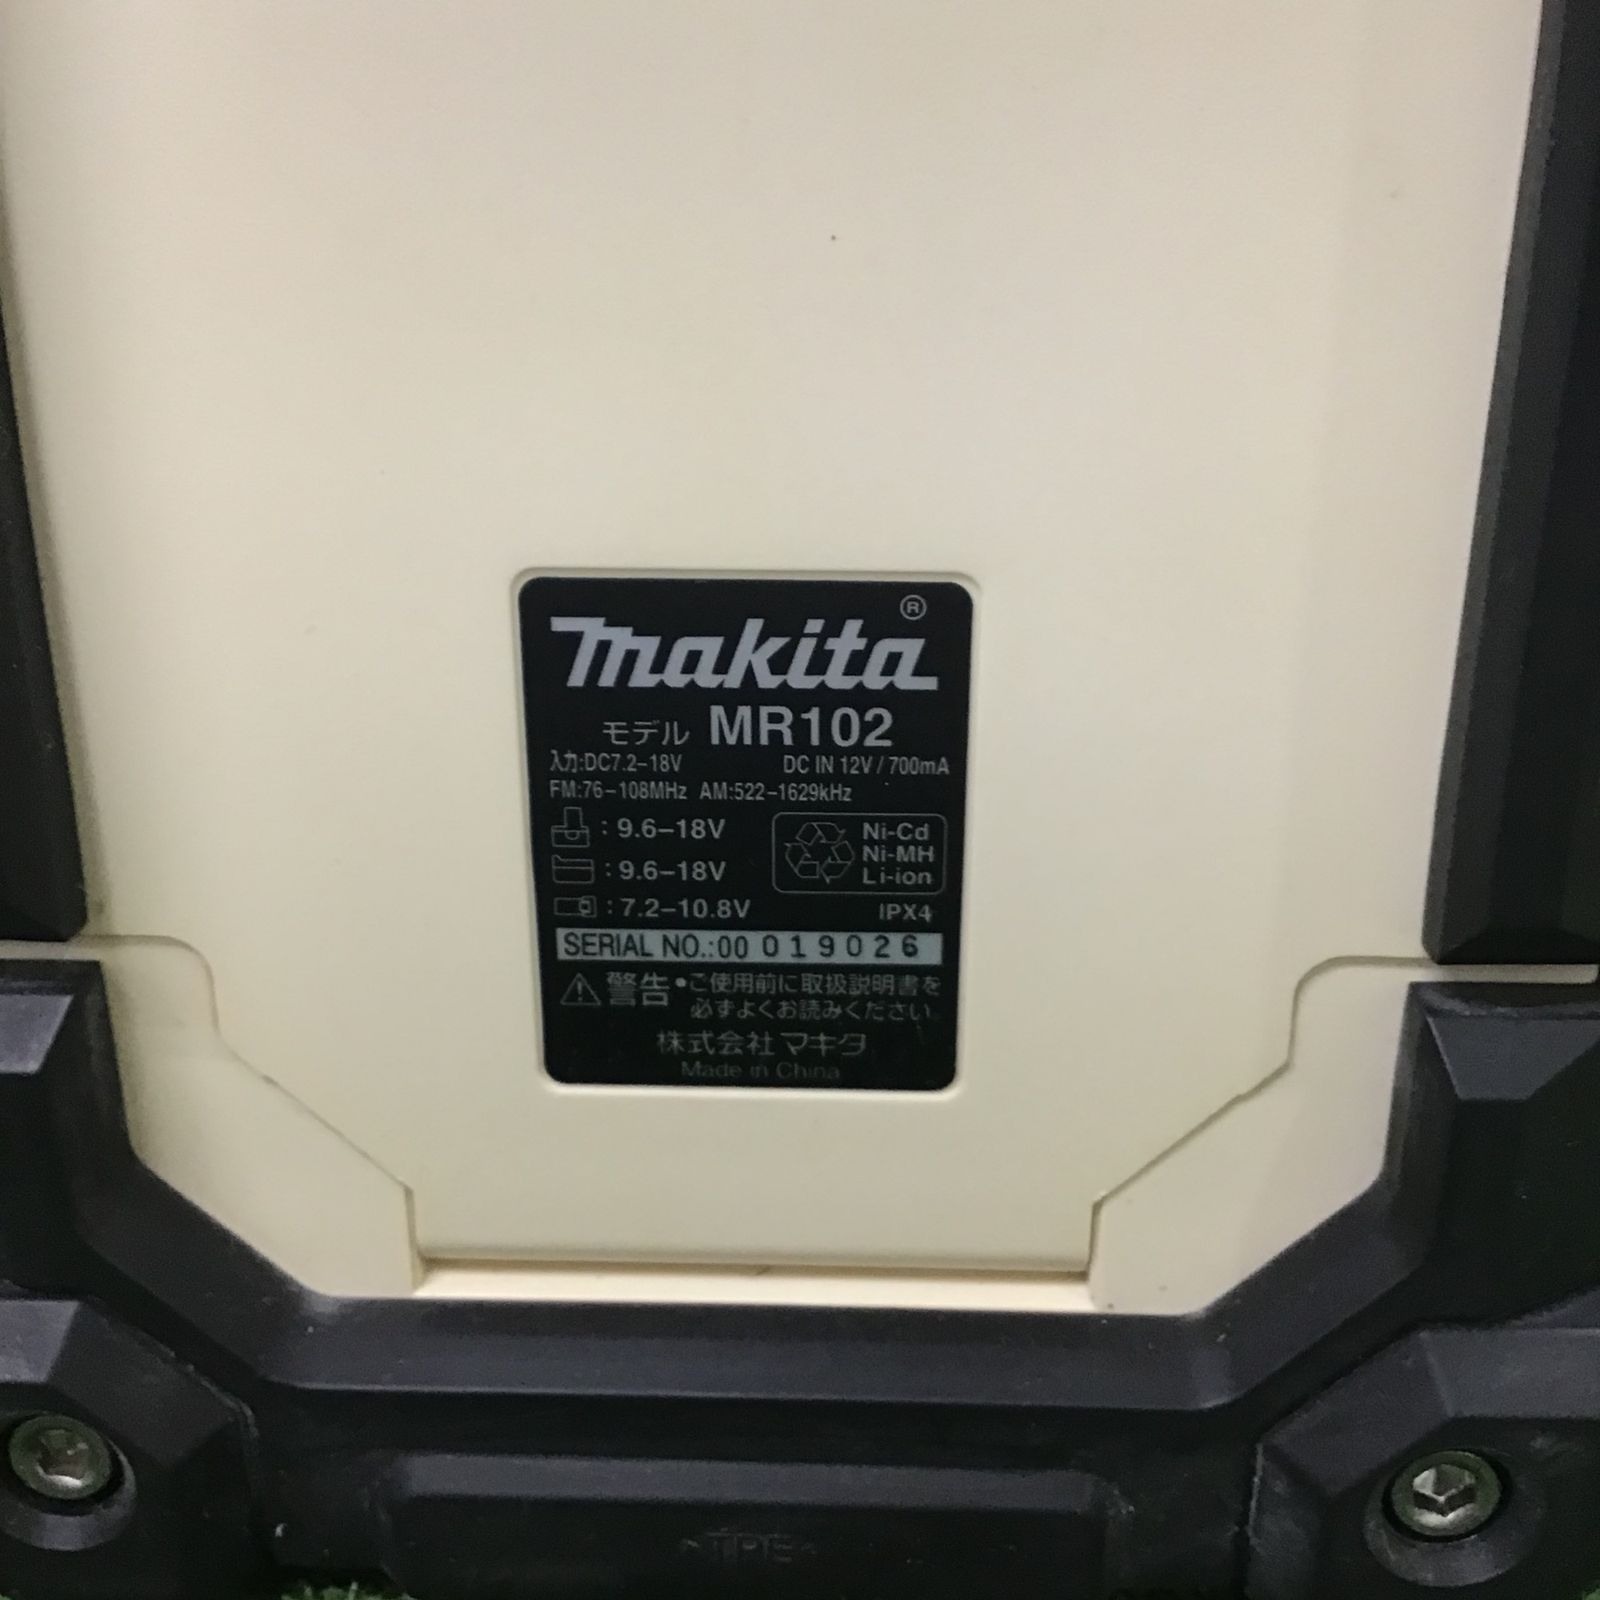 makita®
モデル MR102
入力:DC7.2-18V DC IN 12V / 700mA
FM:76-108MHz AM:522-1629kHz
: 9.6-18V
: 9.6-18V
: 7.2-10.8V
Ni-Cd
Ni-MH
Li-ion
IPX4
SERIAL NO.:00 019026
警告 •ご使用前に取扱説明書を
必ずよくお読みください。
株式会社 マキタ
Made in China
>TPE<